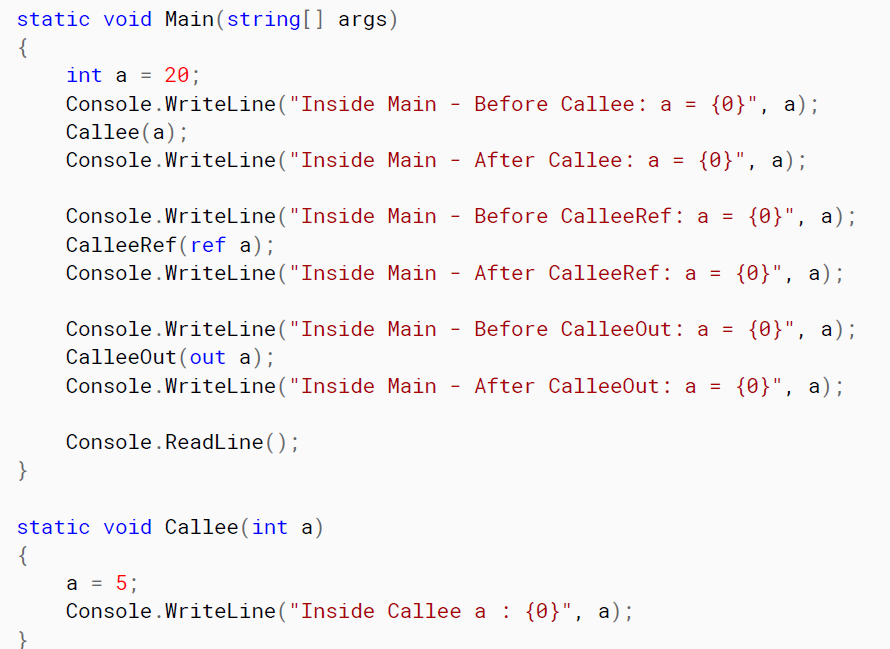 static void Main(string[] args)
{
    int a = 20;
    Console.WriteLine("Inside Main - Before Callee: a = {0}", a);
    Callee(a);
    Console.WriteLine("Inside Main - After Callee: a = {0}", a);

    Console.WriteLine("Inside Main - Before CalleeRef: a = {0}", a);
    CalleeRef(ref a);
    Console.WriteLine("Inside Main - After CalleeRef: a = {0}", a);

    Console.WriteLine("Inside Main - Before CalleeOut: a = {0}", a);
    CalleeOut(out a);
    Console.WriteLine("Inside Main - After CalleeOut: a = {0}", a);

    Console.ReadLine();
}

static void Callee(int a)
{
    a = 5;
    Console.WriteLine("Inside Callee a : {0}", a);
}